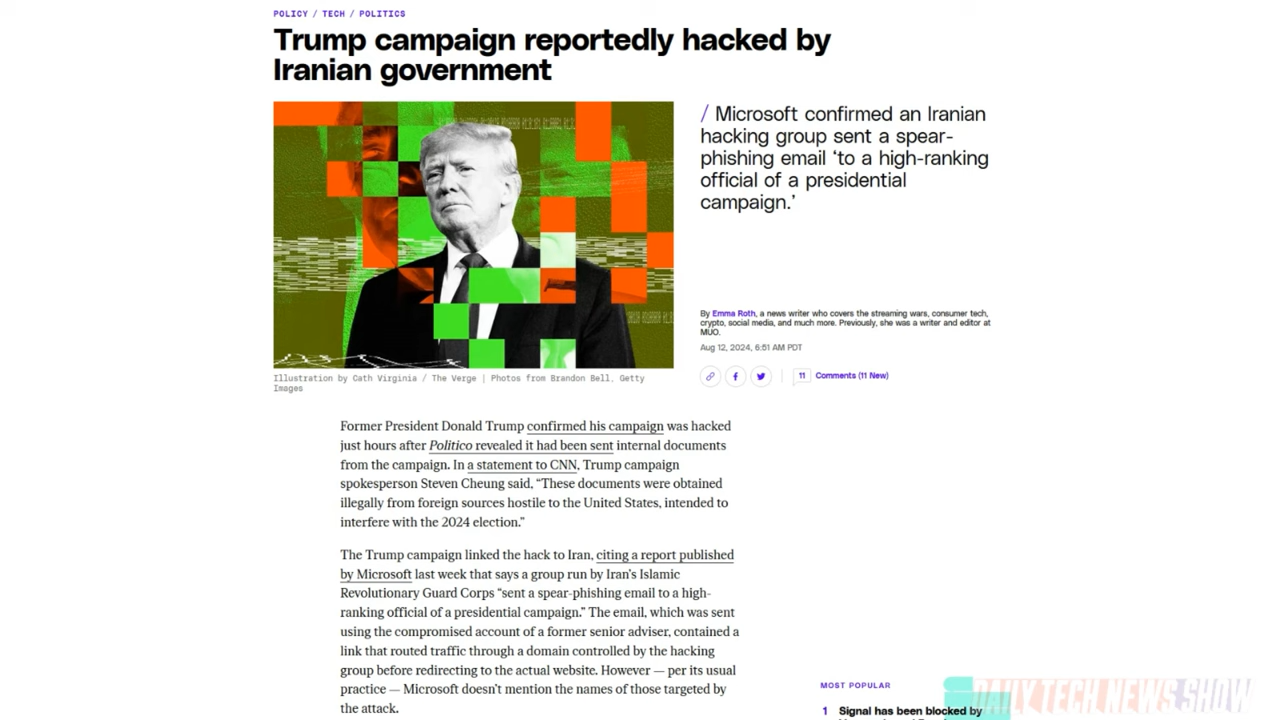 POLICY / TECH / POLITICS
Trump campaign reportedly hacked by
Iranian government
/ Microsoft confirmed an Iranian
hacking group sent a spear-
phishing email ‘to a high-ranking
official of a presidential
campaign.’
By Emma Roth, a news writer who covers the streaming wars, consumer tech,
crypto, social media, and much more. Previously, she was a writer and editor at
MUO.
Aug 12, 2024, 6:51 AM PDT
11 Comments (11 New)
Illustration by Cath Virginia / The Verge | Photos from Brandon Bell, Getty
Images
Former President Donald Trump confirmed his campaign was hacked
just hours after Politico revealed it had been sent internal documents
from the campaign. In a statement to CNN, Trump campaign
spokesperson Steven Cheung said, “These documents were obtained
illegally from foreign sources hostile to the United States, intended to
interfere with the 2024 election.”
The Trump campaign linked the hack to Iran, citing a report published
by Microsoft last week that says a group run by Iran’s Islamic
Revolutionary Guard Corps “sent a spear-phishing email to a high-
ranking official of a presidential campaign.” The email, which was sent
using the compromised account of a former senior adviser, contained a
link that routed traffic through a domain controlled by the hacking
group before redirecting to the actual website. However — per its usual
practice — Microsoft doesn’t mention the names of those targeted by
the attack.
MOST POPULAR
1 Signal has been blocked by
DAILY TECH NEWS SHOW